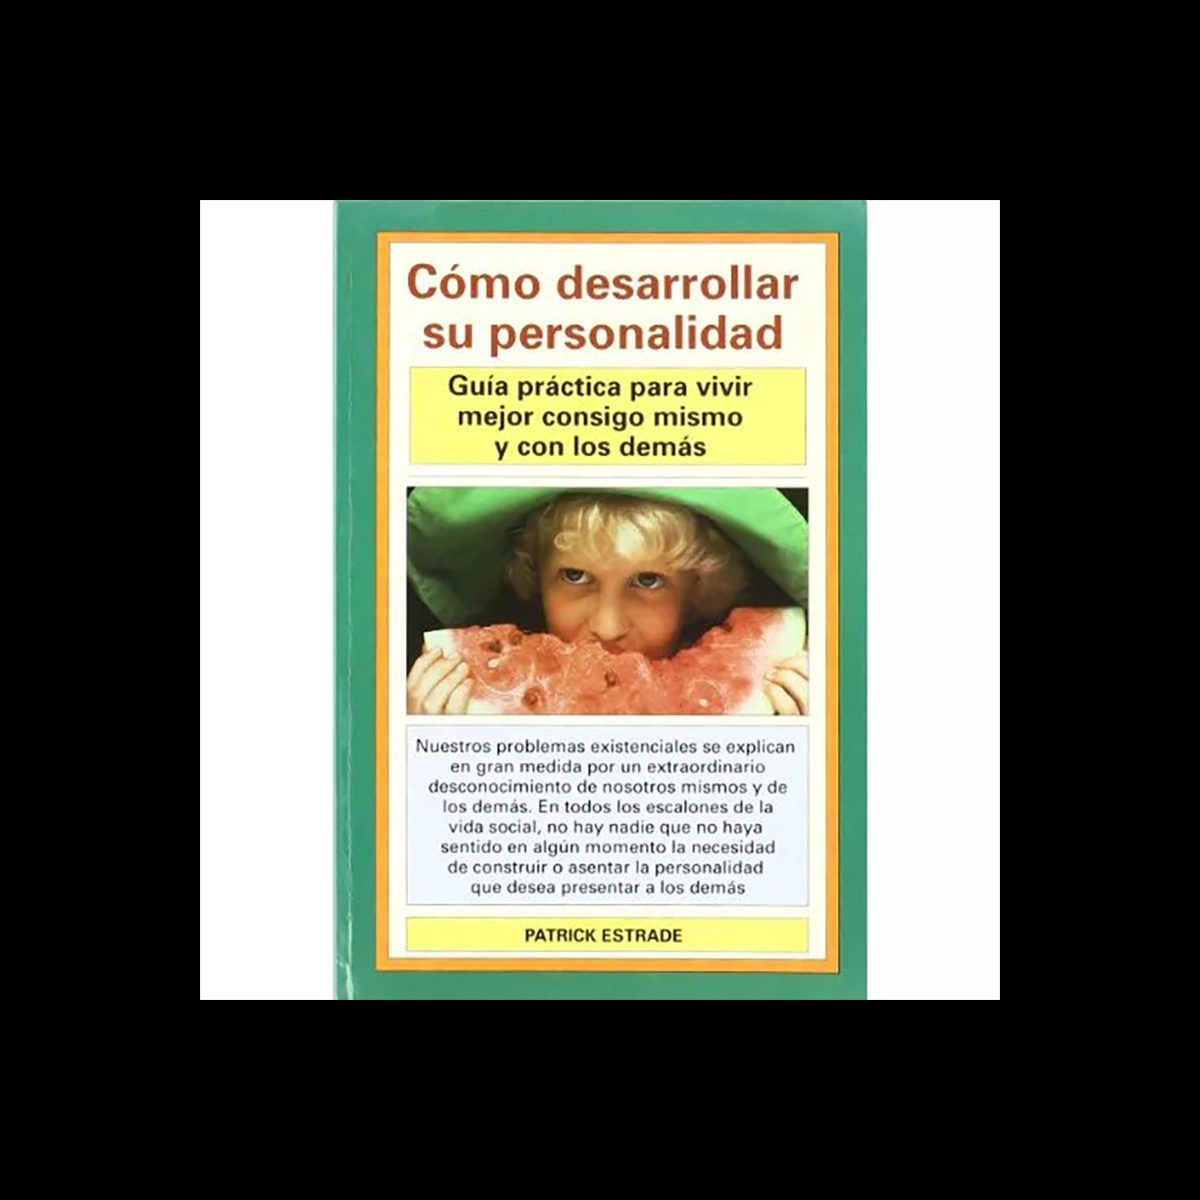 Cómo desarrollar
su personalidad
Guía práctica para vivir
mejor consigo mismo
y con los demás
Nuestros problemas existenciales se explican
en gran medida por un extraordinario
desconocimiento de nosotros mismos y de
los demás. En todos los escalones de la
vida social, no hay nadie que no haya
sentido en algún momento la necesidad
de construir o asentar la personalidad
que desea presentar a los demás
PATRICK ESTRADE